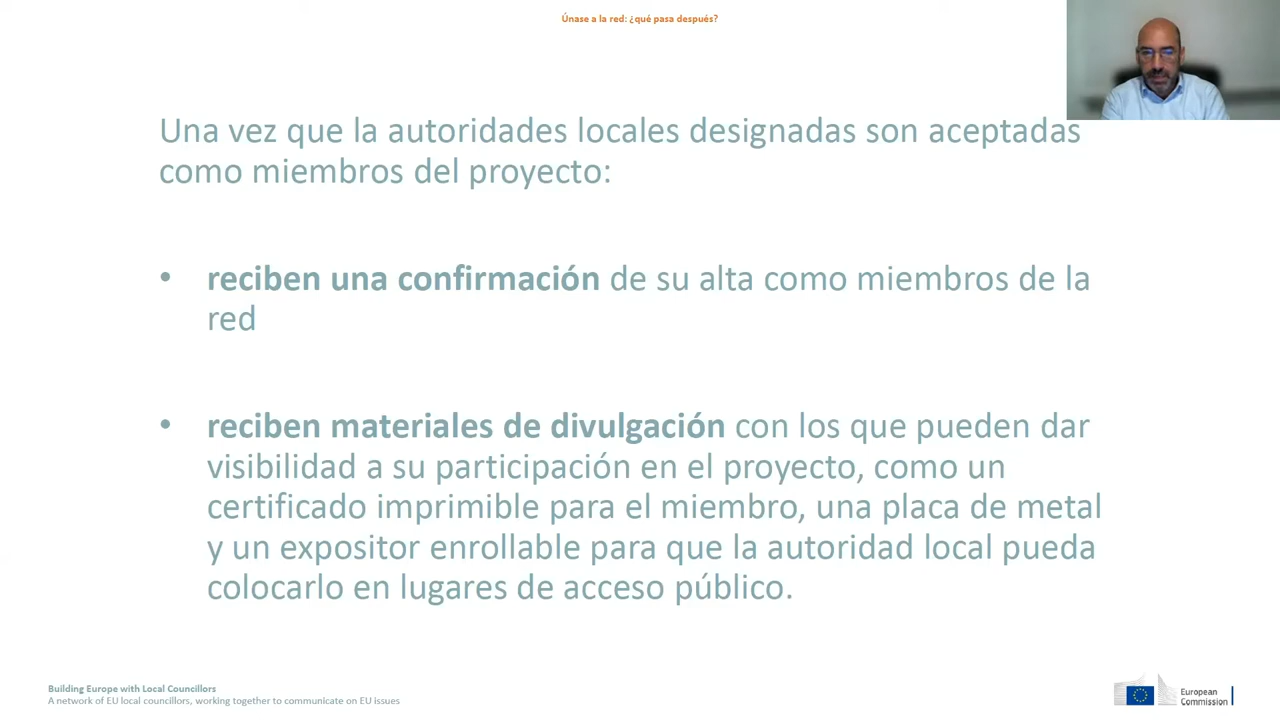 Únase a la red: ¿qué pasa después?
Una vez que la autoridades locales designadas son aceptadas
como miembros del proyecto:
• reciben una confirmación de su alta como miembros de la
red
• reciben materiales de divulgación con los que pueden dar
visibilidad a su participación en el proyecto, como un
certificado imprimible para el miembro, una placa de metal
y un expositor enrollable para que la autoridad local pueda
colocarlo en lugares de acceso público.
Building Europe with Local Councillors
A network of EU local councillors, working together to communicate on EU issues
European
Commission